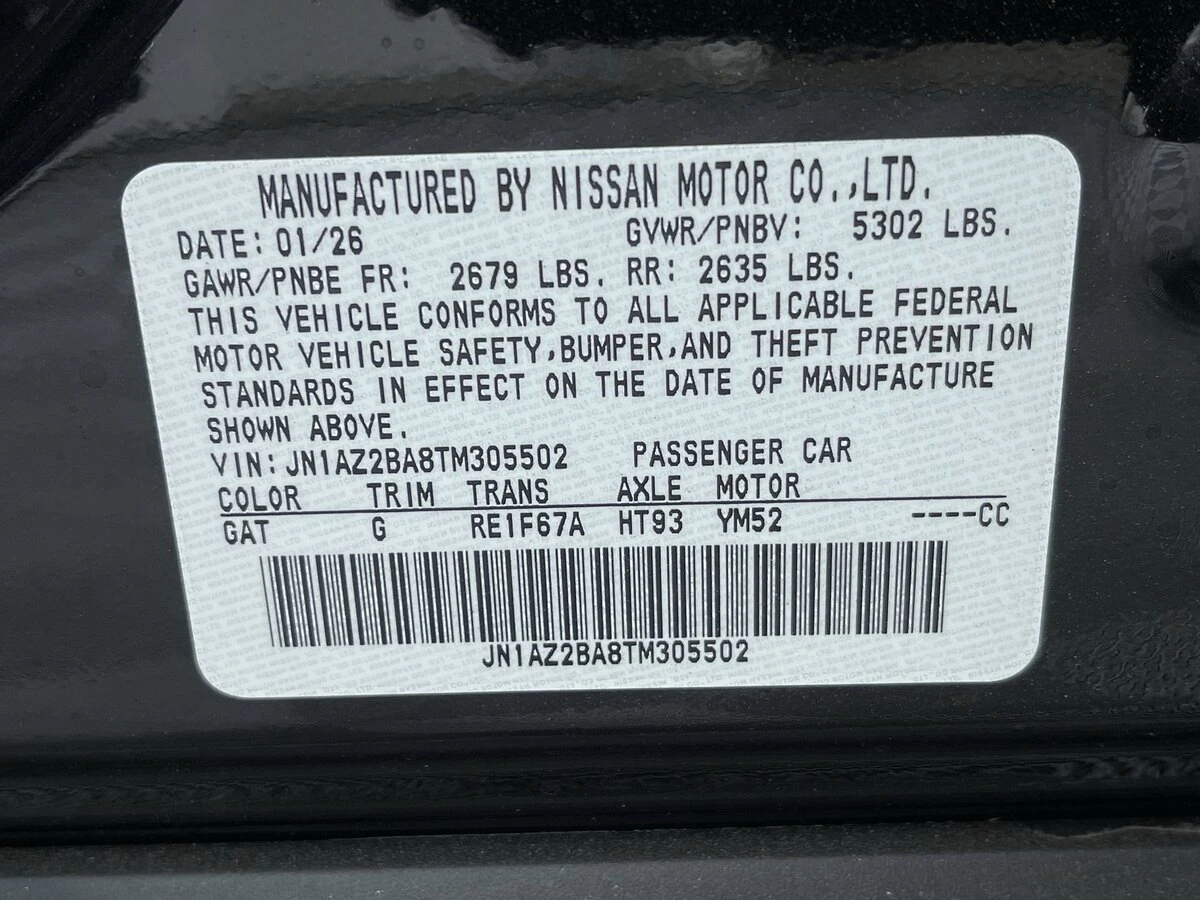 MANUFACTURED BY NISSAN MOTOR CO.,LTD.
DATE: 01/26 GVWR/PNBV: 5302 LBS.
GAWR/PNBE FR: 2679 LBS. RR: 2635 LBS.
THIS VEHICLE CONFORMS TO ALL APPLICABLE FEDERAL
MOTOR VEHICLE SAFETY,BUMPER,AND THEFT PREVENTION
STANDARDS IN EFFECT ON THE DATE OF MANUFACTURE
SHOWN ABOVE.
VIN: JN1AZ2BA8TM305502 PASSENGER CAR
COLOR TRIM TRANS AXLE MOTOR
GAT G RE1F67A HT93 YM52 ----CC
JN1AZ2BA8TM305502